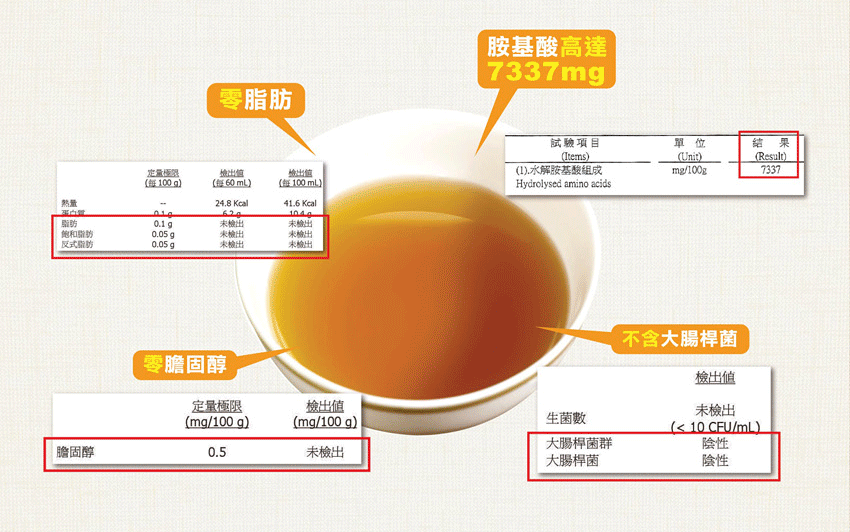 胺基酸高達
7337mg
零脂肪
試驗項目 單位 結果
(Items) (Unit) (Result)
(1).水解胺基酸組成 mg/100g 7337
Hydrolysed amino acids
定量極限 檢出值 檢出值
(每 100 g) (每 60 mL) (每 100 mL)
熱量 -- 24.8 Kcal 41.6 Kcal
蛋白質 0.1 g 6.2 g 10.4 g
脂肪 0.1 g 未檢出 未檢出
飽和脂肪 0.05 g 未檢出 未檢出
反式脂肪 0.05 g 未檢出 未檢出
不含大腸桿菌
零膽固醇
檢出值
生菌數 未檢出
(< 10 CFU/mL)
大腸桿菌群 陰性
大腸桿菌 陰性
定量極限 檢出值
(mg/100 g) (mg/100 g)
膽固醇 0.5 未檢出